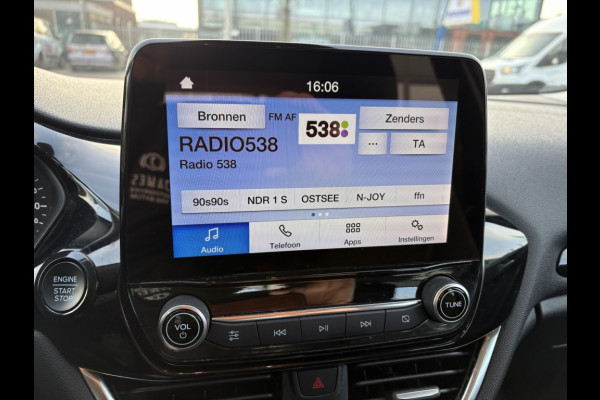 16:06
Bronnen FM AF 538 Zenders
RADIO538 ... TA
Radio 538
90s90s NDR 1 S OSTSEE N-JOY ffn
Audio Telefoon Apps Instellingen
ENGINE
START
STOP
VOL
TUNE